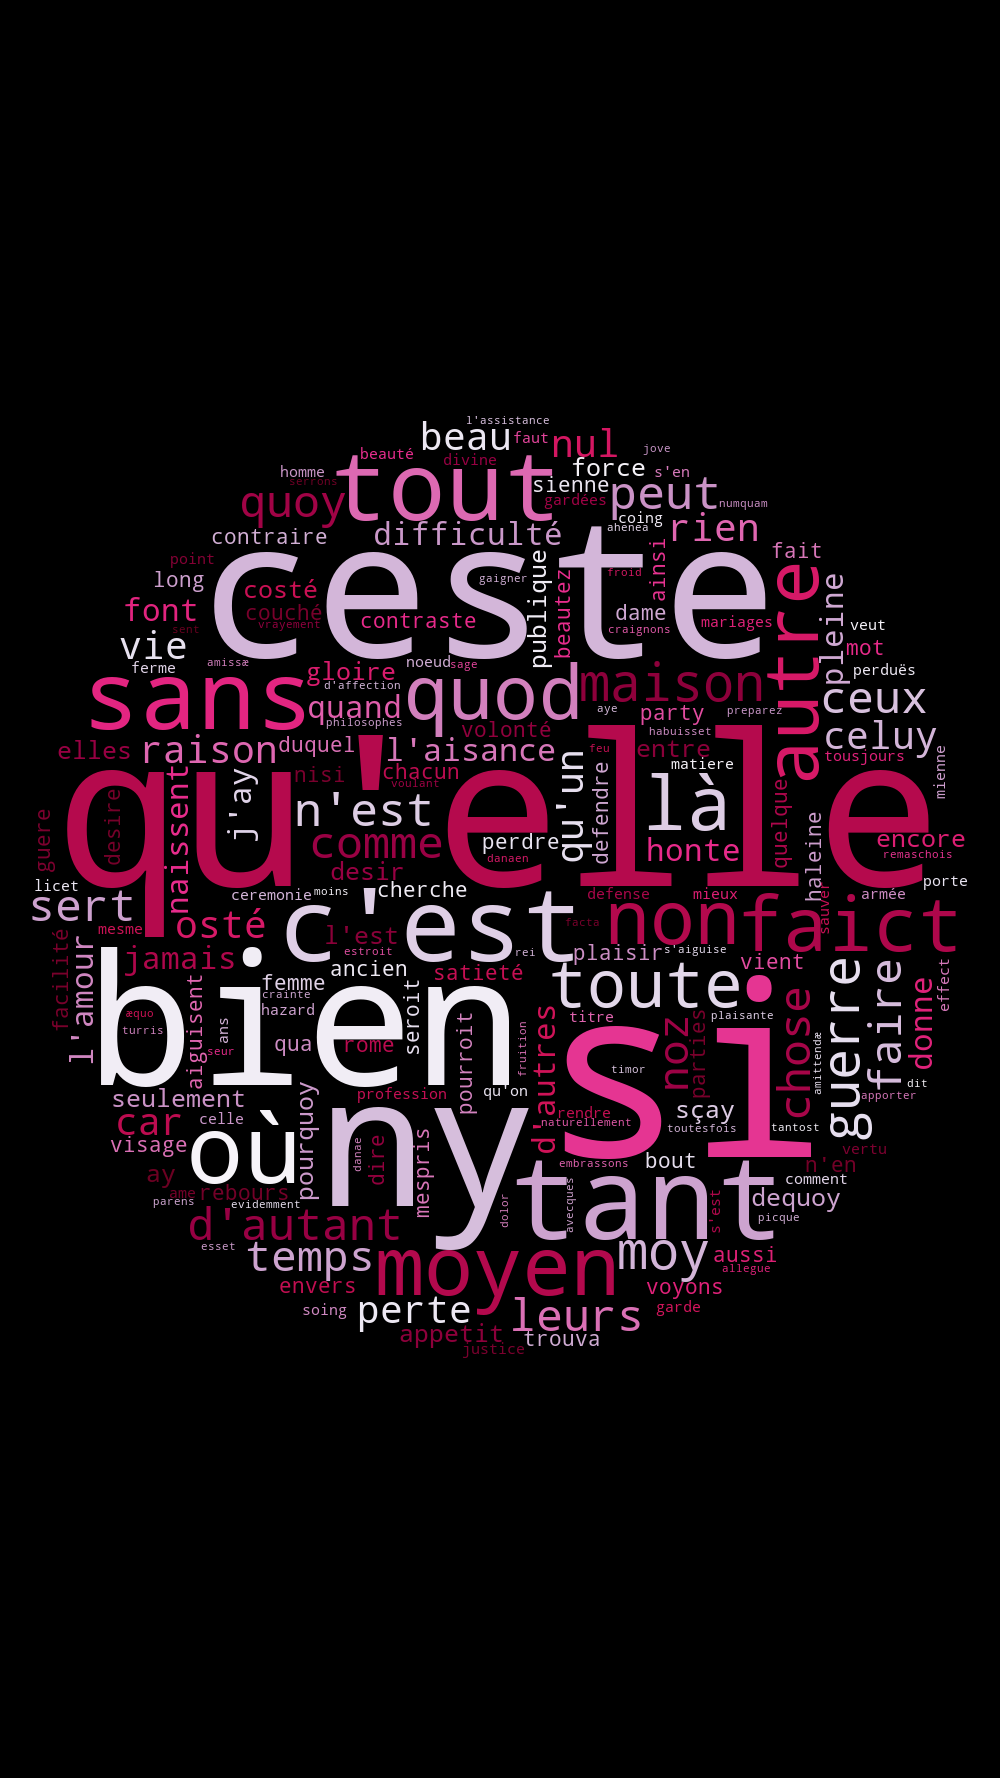 l'assistance
beau
faut
nul
jove
beauté
divine
force
s'en
homme
serrons
tout
sienne
gardées
peut
numquam
quoy
coing
ahenea
rien
contraire
difficulté
ainsi
fait
point
ceste
publique
long
gaigner
froid
beautez
autre
pleine
costé
couché
font
vrayement
contraste
dame
craignons
mariages
veut
sent
vie
mot
ferme
amissæ
gloire
noeud
sage
perduës
sans
d'affection
quod
maison
ceux
quand
philosophes
aye
party
preparez
volonté
habuisset
celuy
elles
raison
duquel
l'aisance
feu
entre
tousjours
qu'elle
nisi
chacun
voulant
matiere
mienne
naissent
j'ay
n'est
qu'un
defendre
là
quelque
guere
desire
comme
perdre
danaen
honte
haleine
encore
remaschois
desir
licet
ceremonie
moins
cherche
defense
mieux
sauver
armée
porte
sert
mesme
osté
c'est
l'est
estroit
rei
facta
non
faict
facilité
l'amour
jamais
ancien
satieté
plaisir
s'aiguise
vient
effect
bien
femme
crainte
hazard
toute
si
guerre
faire
donne
æquo
turris
aiguisent
ans
seur
qua
rome
seroit
pourroit
fruition
d'autres
titre
noz
parties
plaisante
chose
amittendæ
timor
dit
apporter
seulement
profession
qu'on
car
celle
ny
rendre
naturellement
sçay
toutesfois
tantost
visage
où
pourquoy
danae
dire
mespris
embrassons
bout
n'en
vertu
ay
ame
rebours
tant
comment
parens
evidemment
dolor
avecques
s'est
dequoy
picque
d'autant
esset
temps
moyen
moy
aussi
allegue
envers
voyons
soing
perte
leurs
garde
appetit
trouva
justice